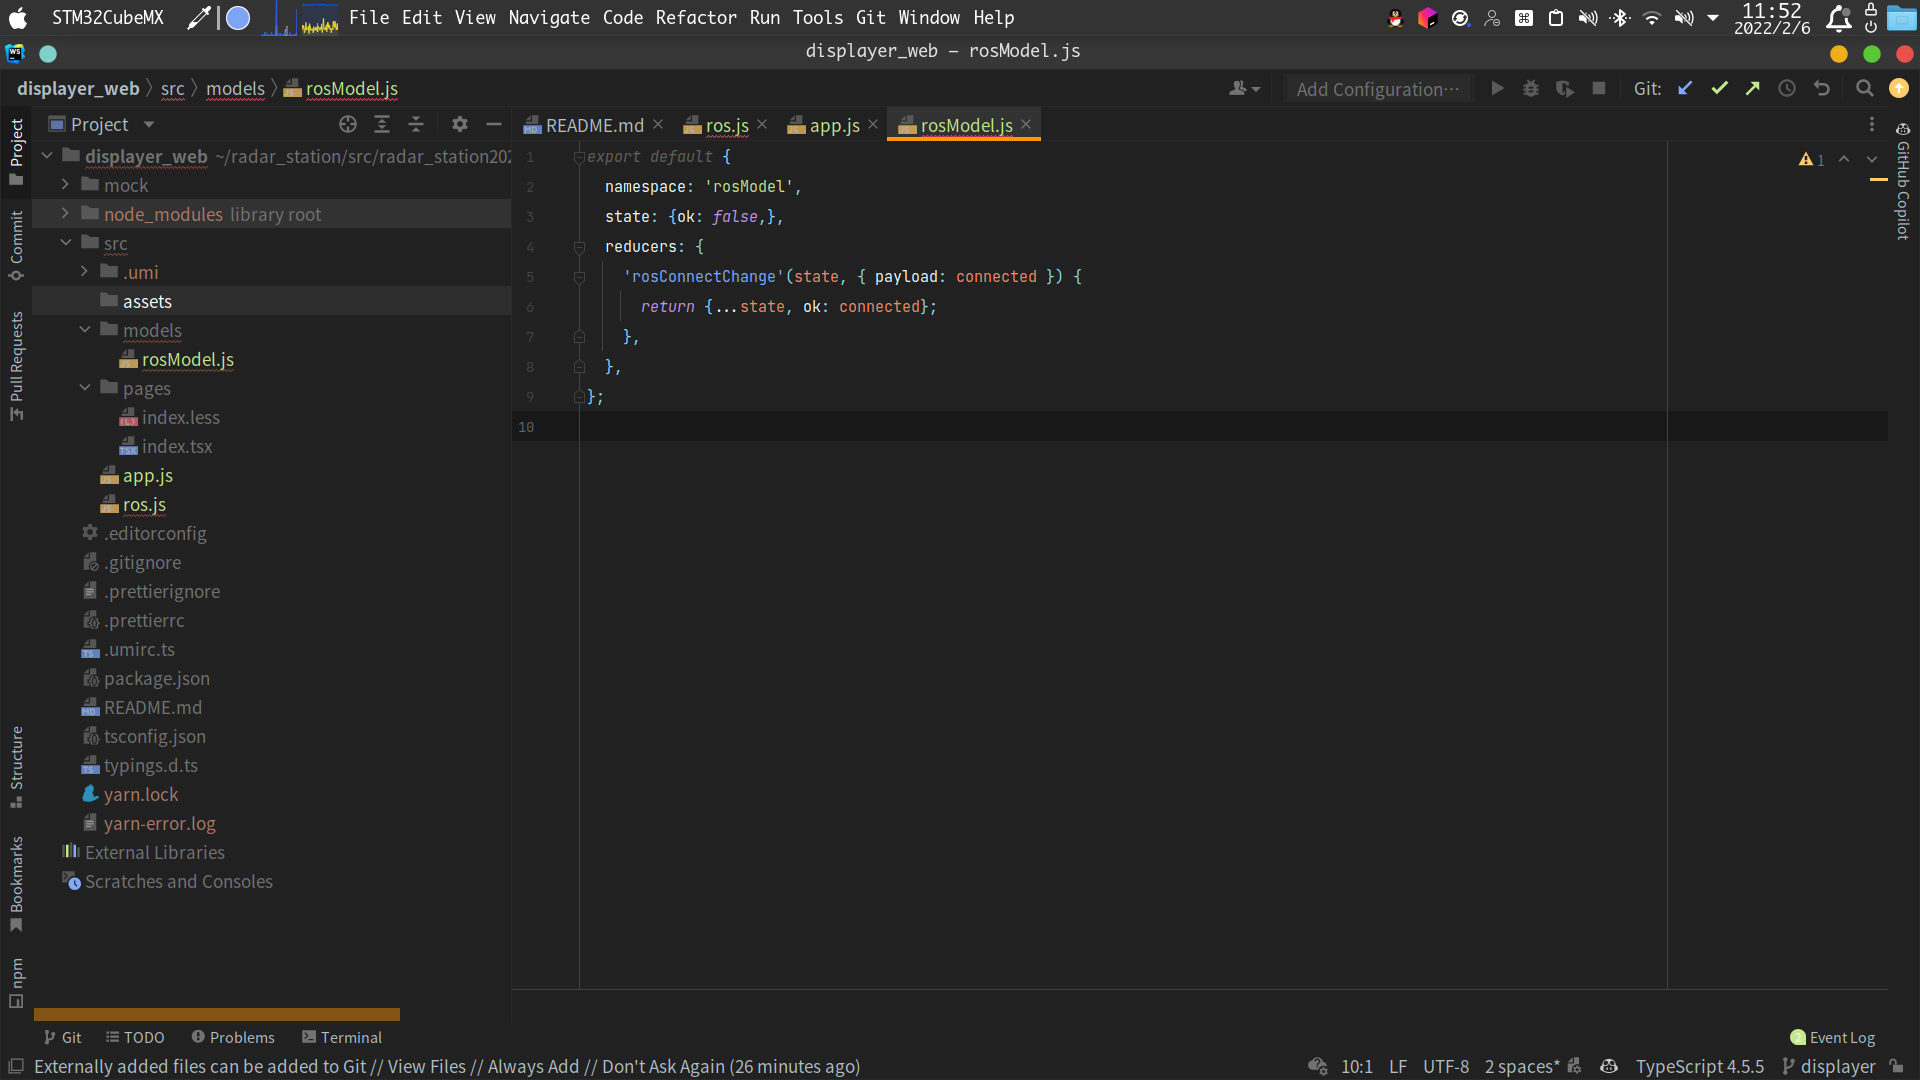 STM32CubeMX File Edit View Navigate Code Refactor Run Tools Git Window Help 11:52
2022/2/6
displayer_web – rosModel.js
displayer_web src models rosModel.js Add Configuration... Git:
Project README.md ros.js app.js rosModel.js
Project
Commit
Pull Requests
Structure
Bookmarks
npm
displayer_web ~/radar_station/src/radar_station202
mock
node_modules library root
src
.umi
assets
models
rosModel.js
pages
index.less
index.tsx
app.js
ros.js
.editorconfig
.gitignore
.prettierignore
.prettierrc
.umirc.ts
package.json
README.md
tsconfig.json
typings.d.ts
yarn.lock
yarn-error.log
External Libraries
Scratches and Consoles
1 export default {
2 namespace: 'rosModel',
3 state: {ok: false,},
4 reducers: {
5 'rosConnectChange'(state, { payload: connected }) {
6 return {...state, ok: connected};
7 },
8 },
9 };
10
1
GitHub Copilot
Git TODO Problems Terminal 2 Event Log
Externally added files can be added to Git // View Files // Always Add // Don't Ask Again (26 minutes ago) 10:1 LF UTF-8 2 spaces* TypeScript 4.5.5 displayer